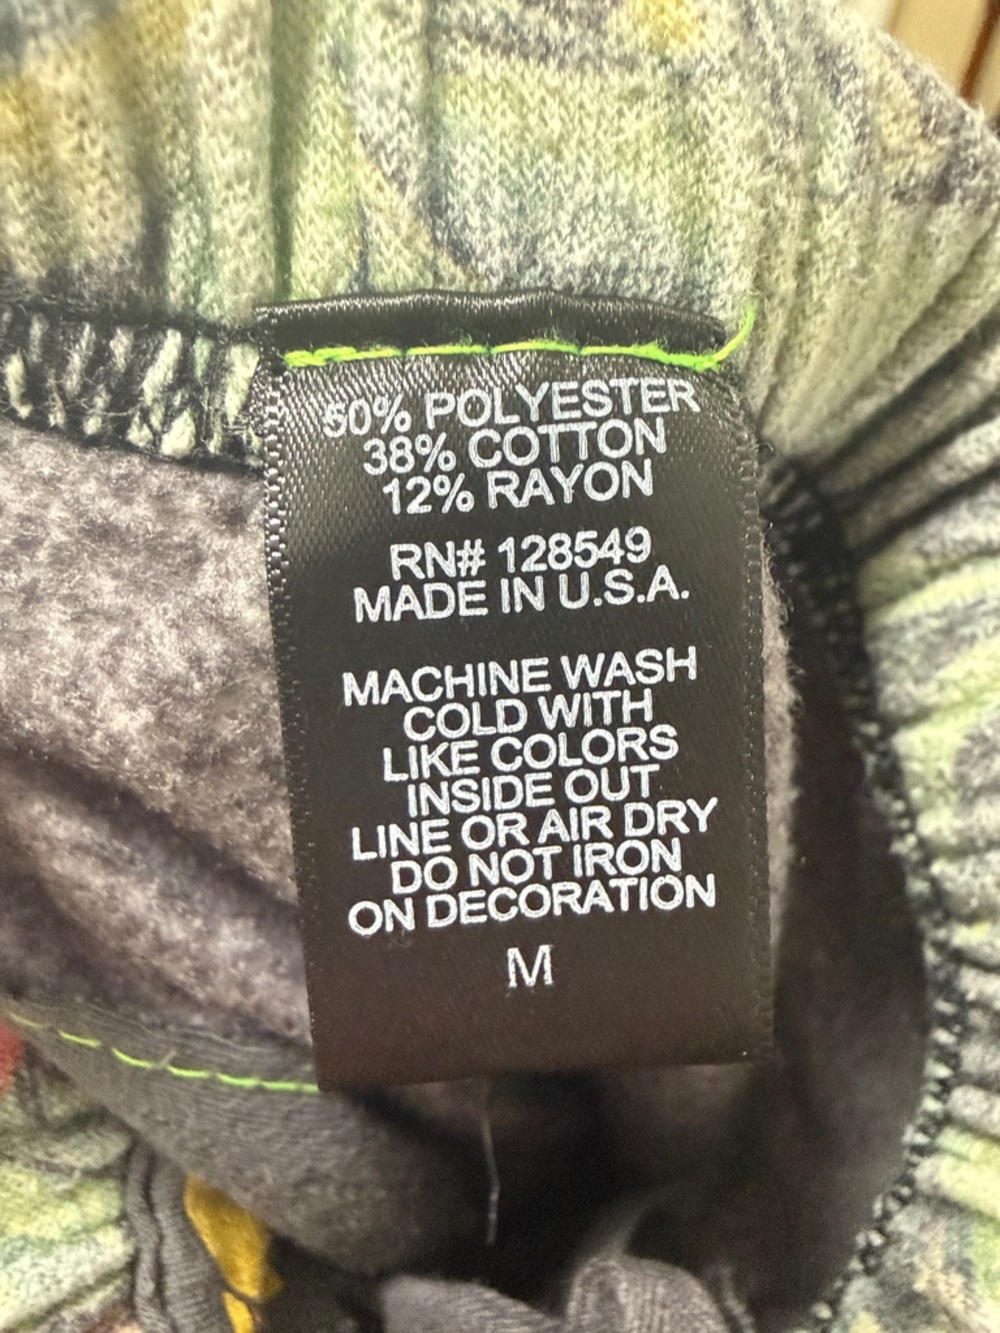 50% POLYESTER
38% COTTON
12% RAYON
RN# 128549
MADE IN U.S.A.
MACHINE WASH
COLD WITH
LIKE COLORS
INSIDE OUT
LINE OR AIR DRY
DO NOT IRON
ON DECORATION
M